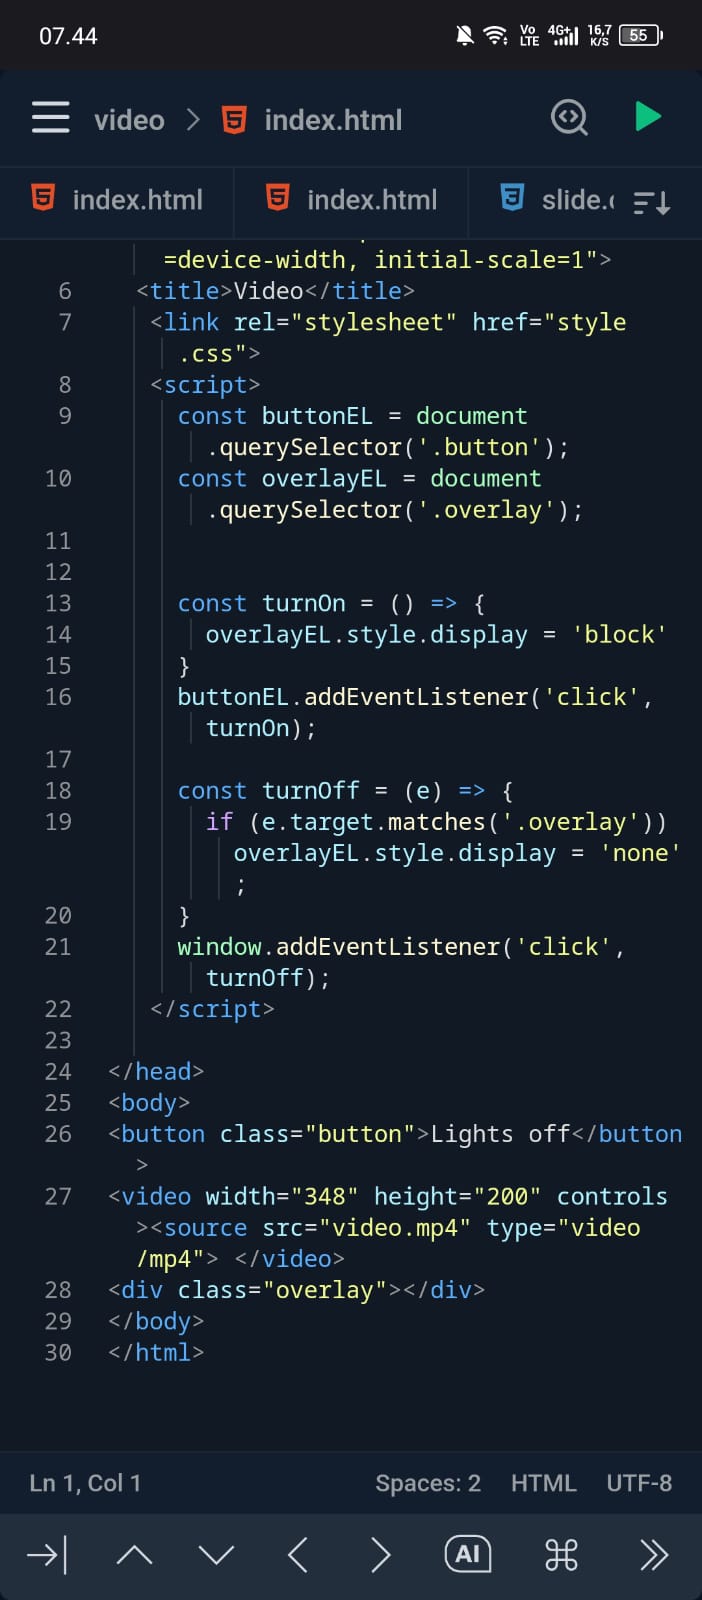 07.44
Vo LTE 4G+ 16,7 K/S 55
video > index.html
index.html index.html slide.
=device-width, initial-scale=1">
6 <title>Video</title>
7 <link rel="stylesheet" href="style
.css">
8 <script>
9 const buttonEL = document
.querySelector('.button');
10 const overlayEL = document
.querySelector('.overlay');
11
12
13 const turnOn = () => {
14 overlayEL.style.display = 'block'
15 }
16 buttonEL.addEventListener('click',
turnOn);
17
18 const turnOff = (e) => {
19 if (e.target.matches('.overlay'))
overlayEL.style.display = 'none'
;
20 }
21 window.addEventListener('click',
turnOff);
22 </script>
23
24 </head>
25 <body>
26 <button class="button">Lights off</button
>
27 <video width="348" height="200" controls
><source src="video.mp4" type="video
/mp4"> </video>
28 <div class="overlay"></div>
29 </body>
30 </html>
Ln 1, Col 1 Spaces: 2 HTML UTF-8
AI